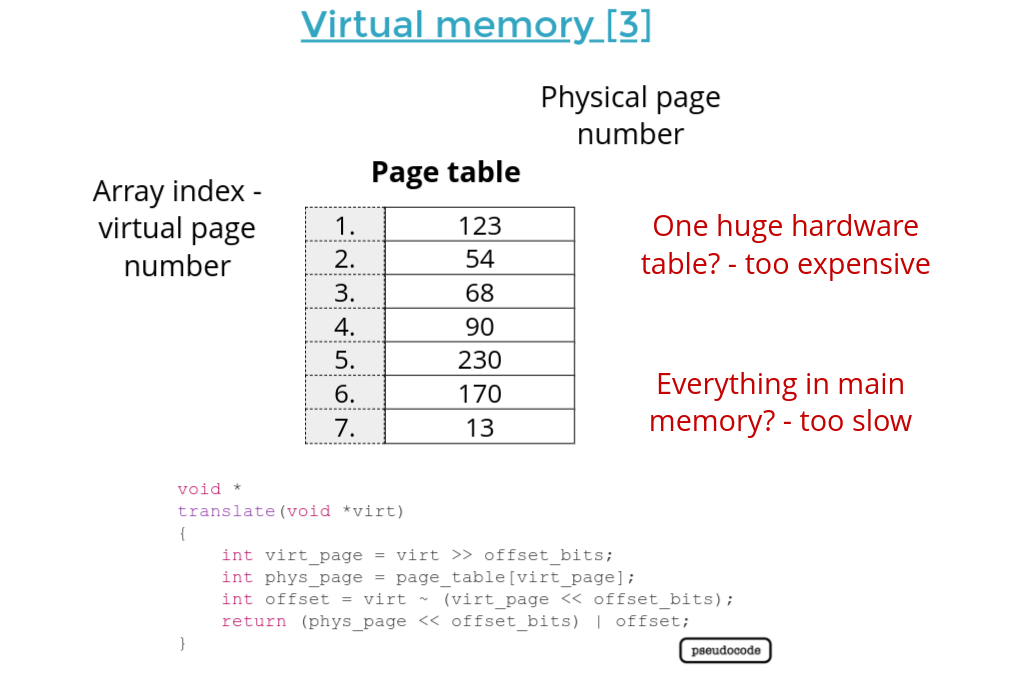 Virtual memory [3]
Physical page
number
Page table
Array index -
virtual page
number
1. 123
2. 54
3. 68
4. 90
5. 230
6. 170
7. 13
One huge hardware
table? - too expensive
Everything in main
memory? - too slow
void *
translate(void *virt)
{
    int virt_page = virt >> offset_bits;
    int phys_page = page_table[virt_page];
    int offset = virt ~ (virt_page << offset_bits);
    return (phys_page << offset_bits) | offset;
}
pseudocode